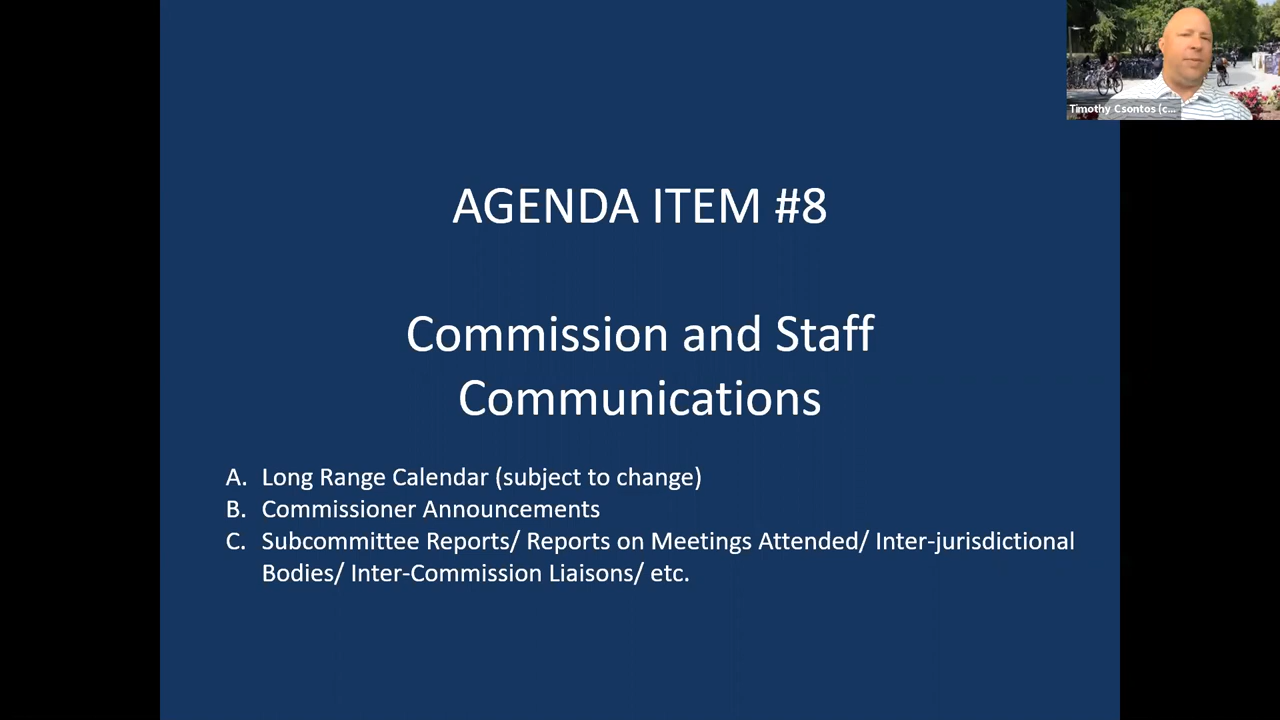 Timothy Csontos (c...
AGENDA ITEM #8
Commission and Staff
Communications
A. Long Range Calendar (subject to change)
B. Commissioner Announcements
C. Subcommittee Reports/ Reports on Meetings Attended/ Inter-jurisdictional
Bodies/ Inter-Commission Liaisons/ etc.